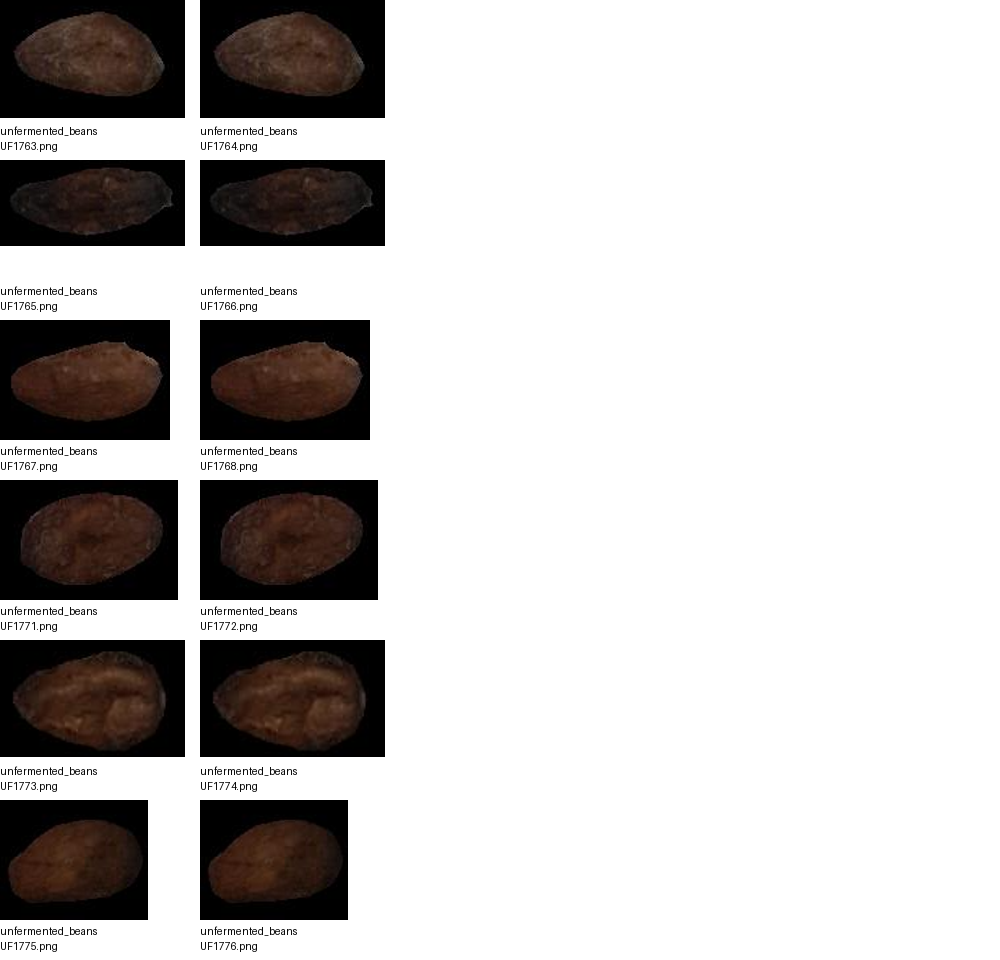 unfermented_beans
UF1763.png
unfermented_beans
UF1764.png
unfermented_beans
UF1765.png
unfermented_beans
UF1766.png
unfermented_beans
UF1767.png
unfermented_beans
UF1768.png
unfermented_beans
UF1771.png
unfermented_beans
UF1772.png
unfermented_beans
UF1773.png
unfermented_beans
UF1774.png
unfermented_beans
UF1775.png
unfermented_beans
UF1776.png